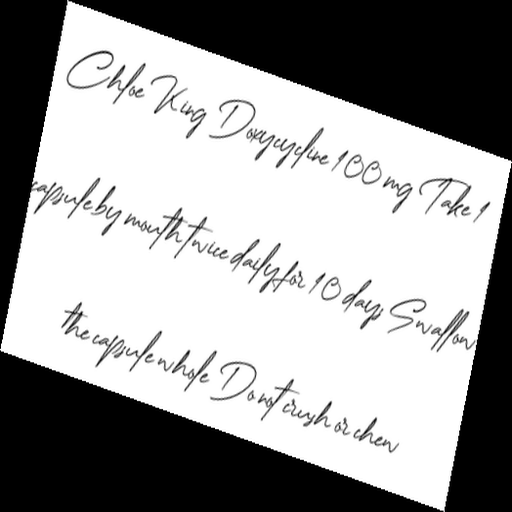 Chloe King Doxycycline 100 mg Take 1
capsule by mouth twice daily for 10 days Swallow
the capsule whole Do not crush or chew